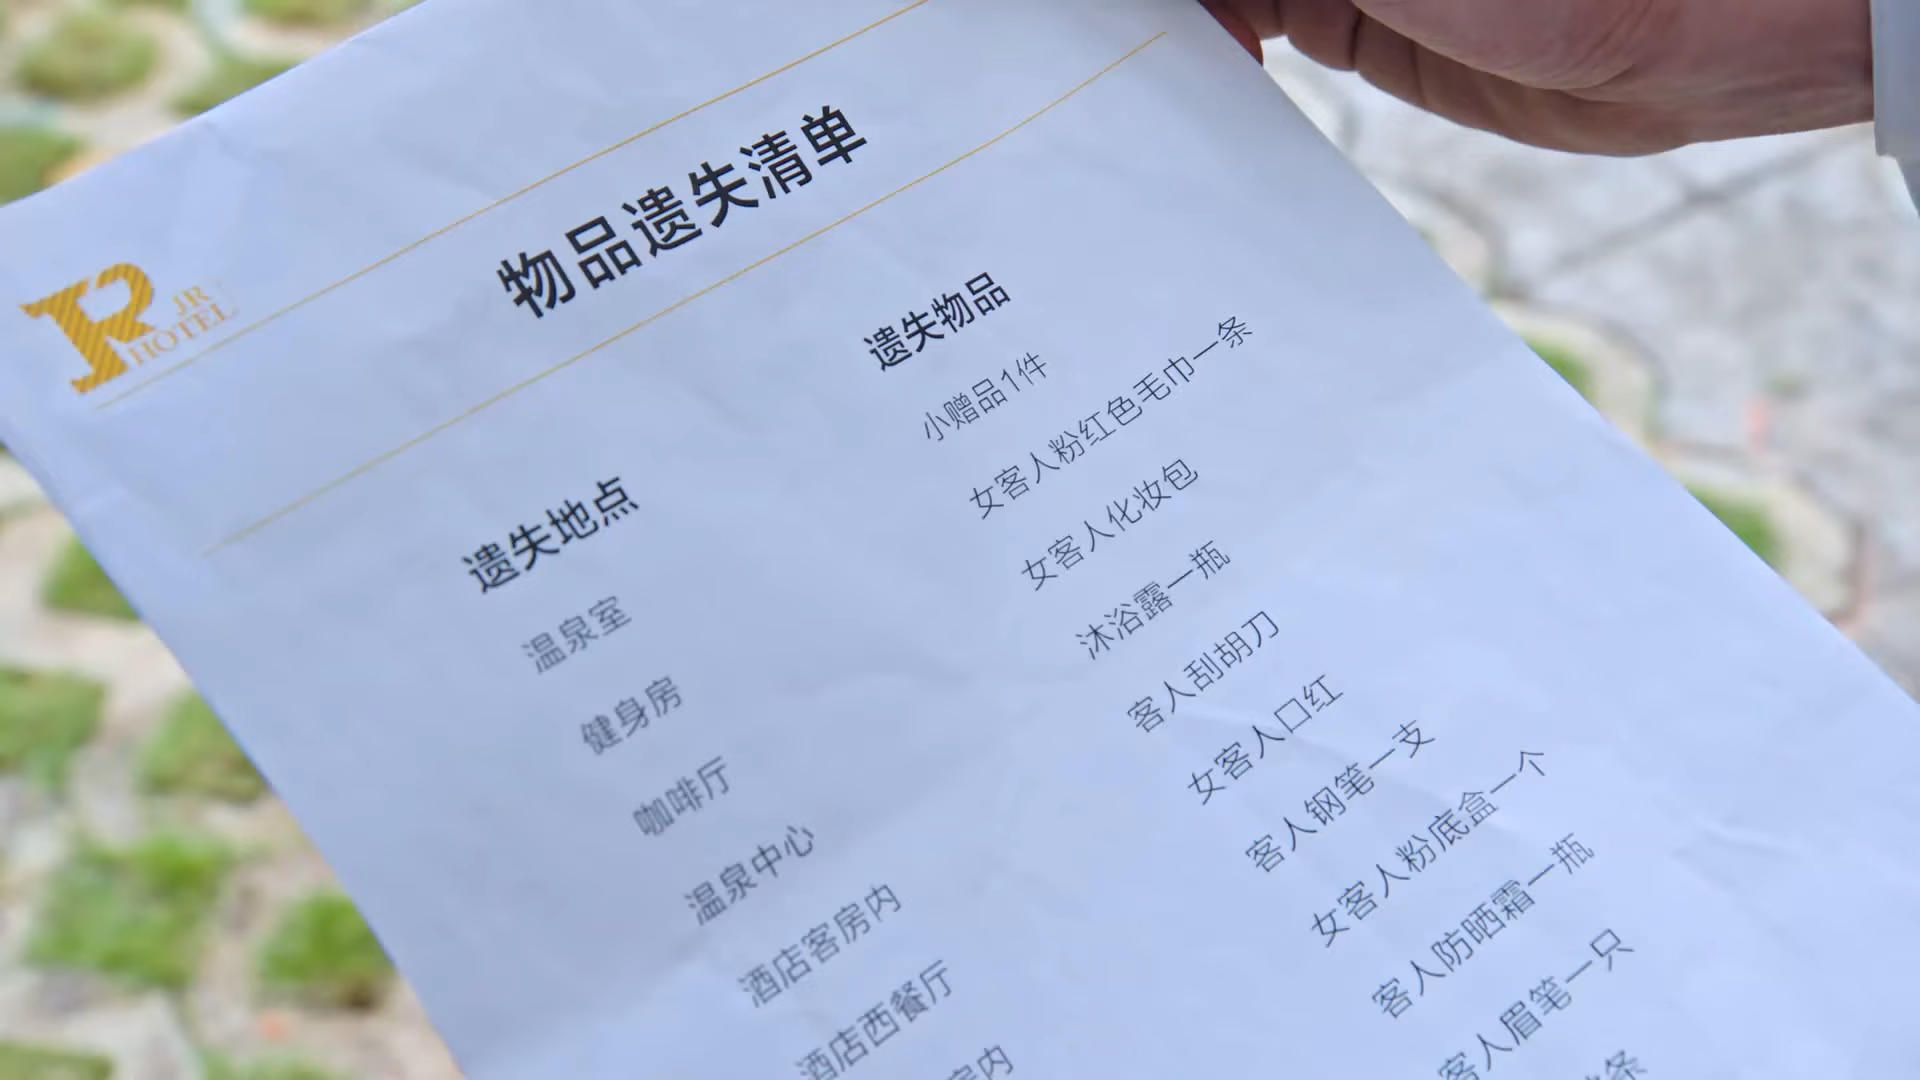 JR
HOTEL
物品遗失清单
遗失地点 遗失物品
温泉室 小赠品1件
健身房 女客人粉红色毛巾一条
咖啡厅 女客人化妆包
温泉中心 沐浴露一瓶
酒店客房内 客人刮胡刀
酒店西餐厅 女客人口红
房内 客人钢笔一支
女客人粉底盒一个
客人防晒霜一瓶
客人眉笔一只
条